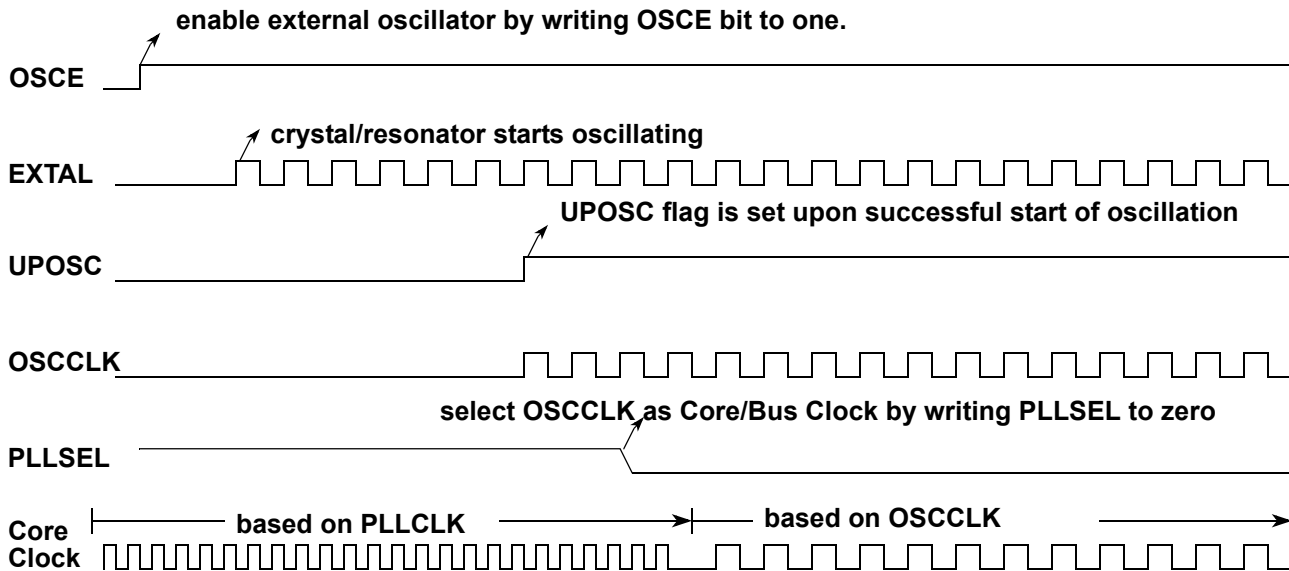 enable external oscillator by writing OSCE bit to one.
OSCE
crystal/resonator starts oscillating
EXTAL
UPOSC flag is set upon successful start of oscillation
UPOSC
OSCCLK
select OSCCLK as Core/Bus Clock by writing PLLSEL to zero
PLLSEL
based on PLLCLK
based on OSCCLK
Core
Clock